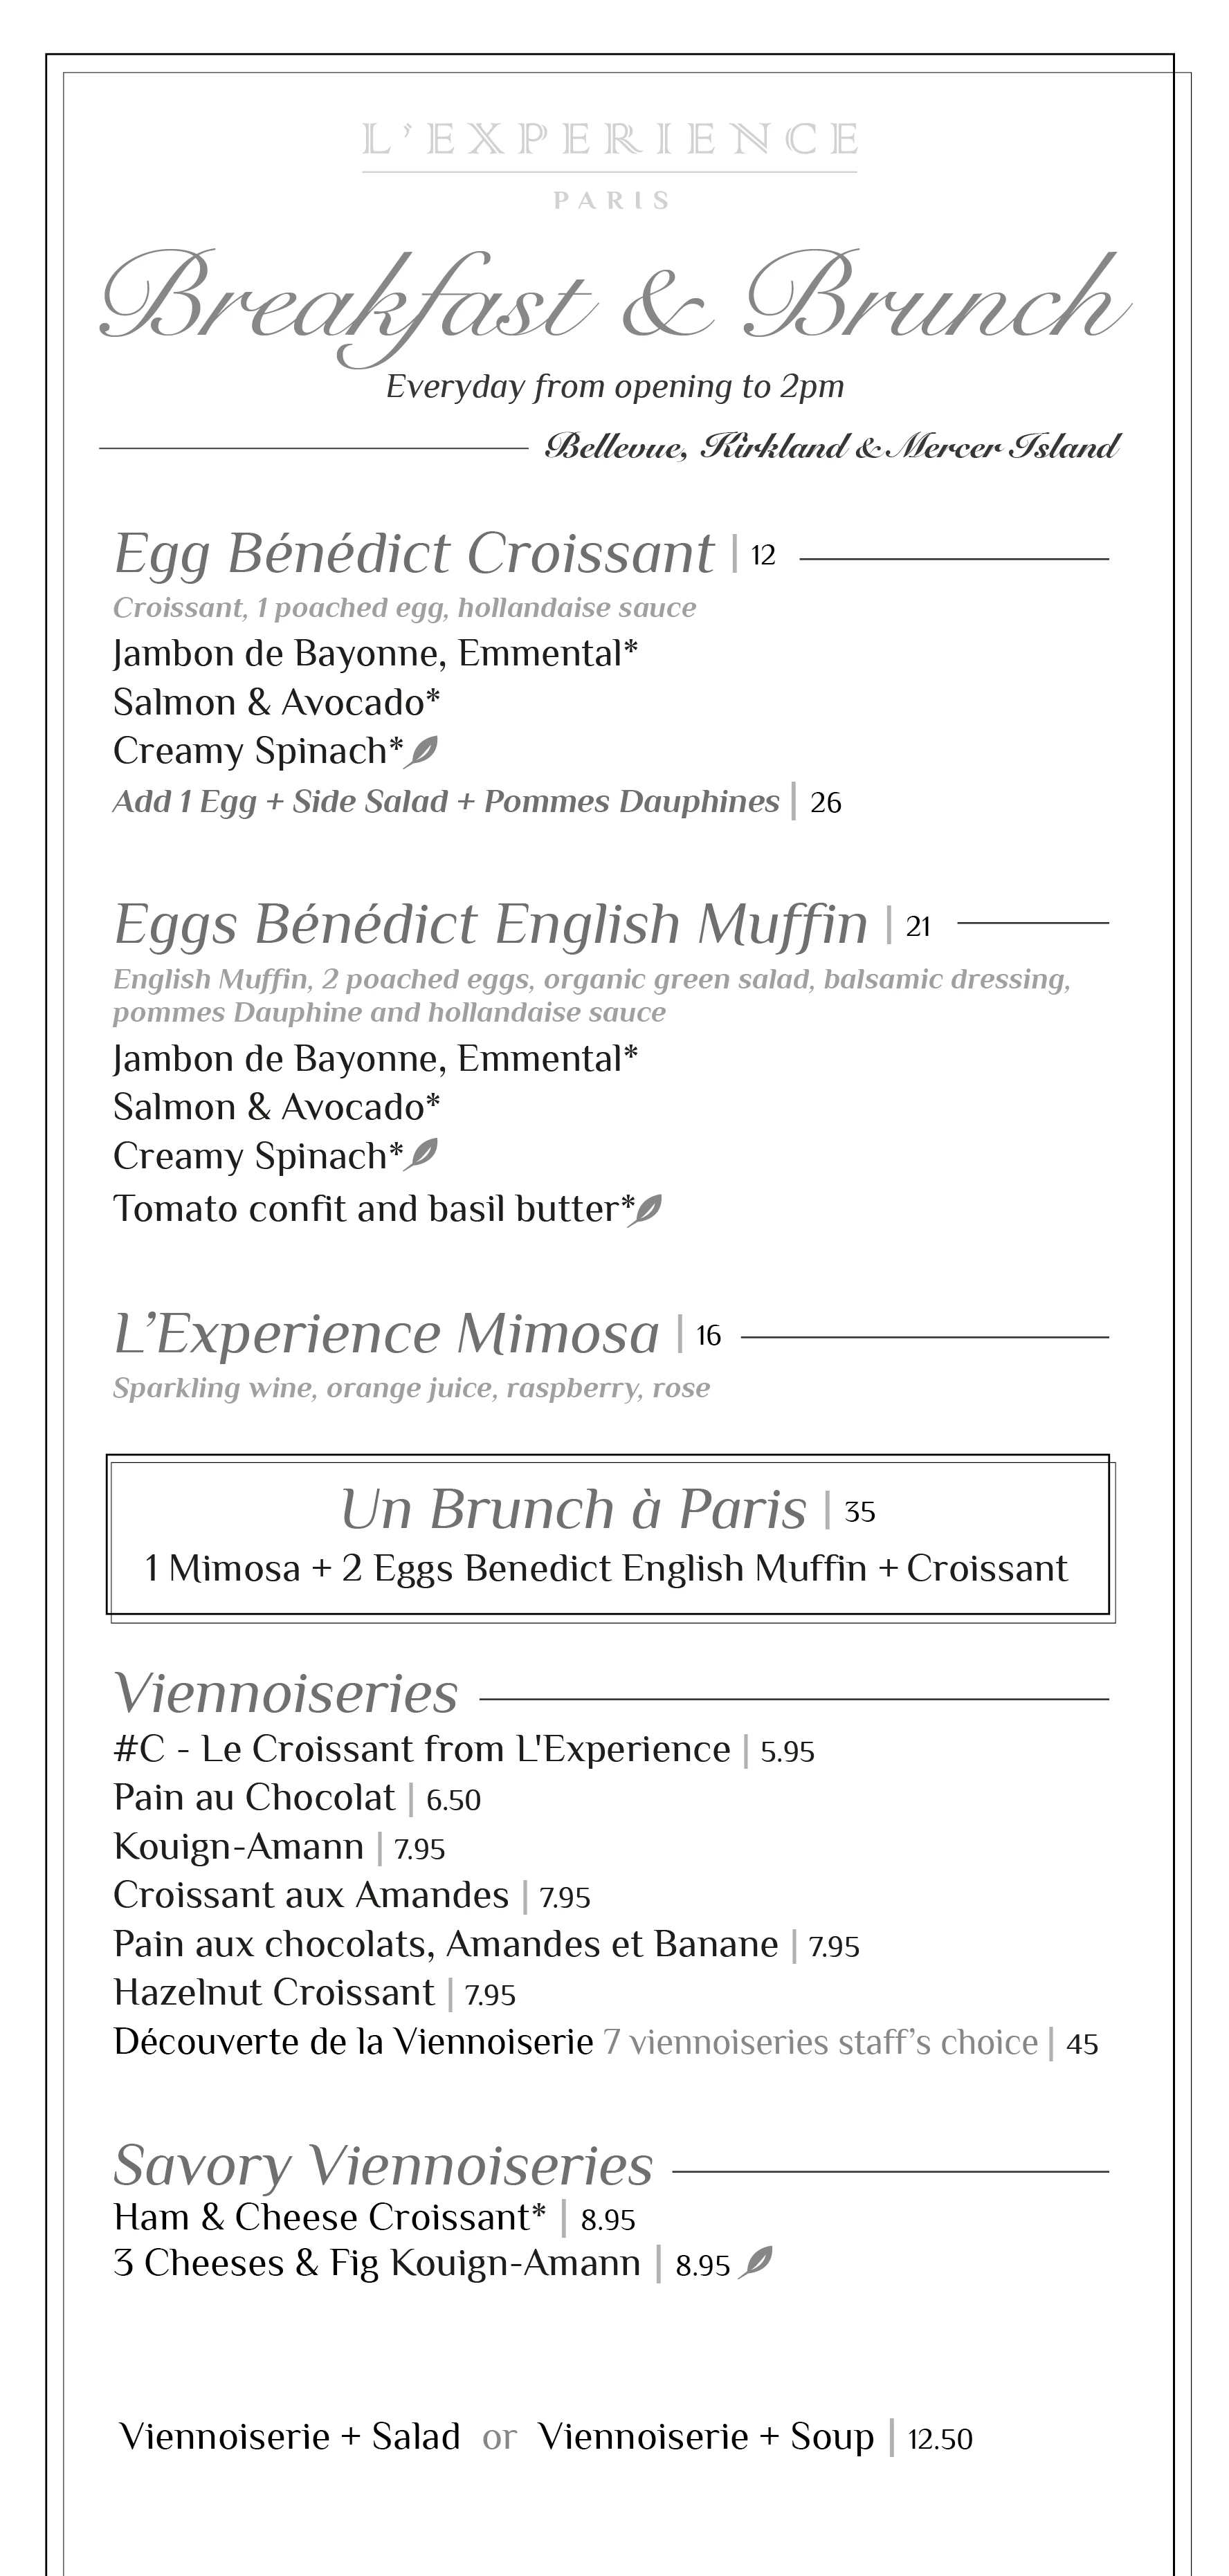 L'EXPERIENCE
PARIS
Breakfast & Brunch
Everyday from opening to 2pm
Bellevue, Kirkland & Mercer Island
Egg Bénédict Croissant | 12
Croissant, 1 poached egg, hollandaise sauce
Jambon de Bayonne, Emmental*
Salmon & Avocado*
Creamy Spinach*
Add 1 Egg + Side Salad + Pommes Dauphines | 26
Eggs Bénédict English Muffin | 21
English Muffin, 2 poached eggs, organic green salad, balsamic dressing,
pommes Dauphine and hollandaise sauce
Jambon de Bayonne, Emmental*
Salmon & Avocado*
Creamy Spinach*
Tomato confit and basil butter*
L’Experience Mimosa | 16
Sparkling wine, orange juice, raspberry, rose
Un Brunch à Paris | 35
1 Mimosa + 2 Eggs Benedict English Muffin + Croissant
Viennoiseries
#C - Le Croissant from L'Experience | 5.95
Pain au Chocolat | 6.50
Kouign-Amann | 7.95
Croissant aux Amandes | 7.95
Pain aux chocolats, Amandes et Banane | 7.95
Hazelnut Croissant | 7.95
Découverte de la Viennoiserie 7 viennoiseries staff’s choice | 45
Savory Viennoiseries
Ham & Cheese Croissant* | 8.95
3 Cheeses & Fig Kouign-Amann | 8.95
Viennoiserie + Salad or Viennoiserie + Soup | 12.50